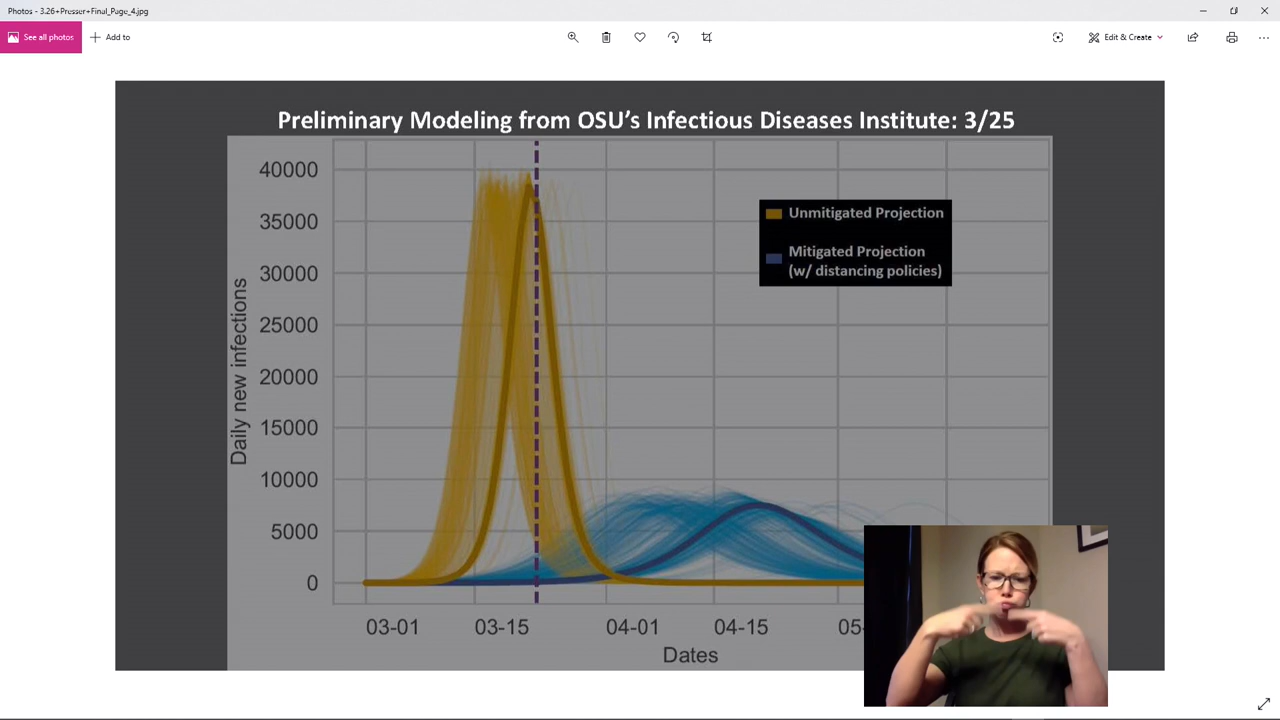 Photos - 3.26+Presser+Final_Page_4.jpg
See all photos
Add to
Edit & Create
Preliminary Modeling from OSU's Infectious Diseases Institute: 3/25
40000
35000
30000
25000
20000
15000
10000
5000
0
Daily new infections
Unmitigated Projection
Mitigated Projection
(w/ distancing policies)
03-01 03-15 04-01 04-15 05-
Dates